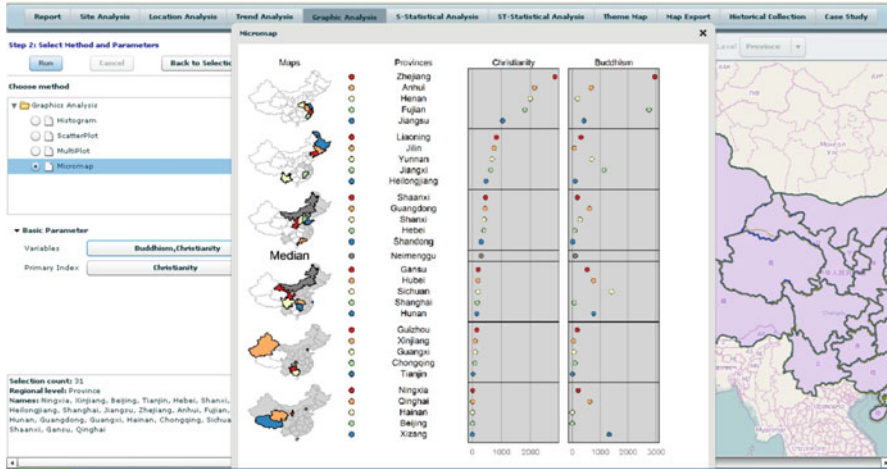 Report Site Analysis Location Analysis Trend Analysis Graphic Analysis S-Statistical Analysis ST-Statistical Analysis Theme Map Map Export Historical Collection Case Study
Step 2: Select Method and Parameters
Run Cancel Back to Selectio
Choose method
Graphics Analysis
Histogram
ScatterPlot
MultiPlot
Micromap
Basic Parameter
Variables Buddhism,Christianity
Primary Index Christianity
Selection count: 31
Regional level: Province
Names: Ningxia, Xinjiang, Beijing, Tianjin, Hebei, Shanxi,
Heilongjiang, Shanghai, Jiangsu, Zhejiang, Anhui, Fujian,
Hunan, Guangdong, Guangxi, Hainan, Chongqing, Sichua
Shaanxi, Gansu, Qinghai
Micromap
Maps Provinces Christianity Buddhism
Zhejiang
Anhui
Henan
Fujian
Jiangsu
Liaoning
Jilin
Yunnan
Jiangxi
Heilongjiang
Shaanxi
Guangdong
Shanxi
Hebei
Shandong
Median Neimenggu
Gansu
Hubei
Sichuan
Shanghai
Hunan
Guizhou
Xinjiang
Guangxi
Chongqing
Tianjin
Ningxia
Qinghai
Hainan
Beijing
Xizang
0 1000 3000 0 1000 3000
Level Province